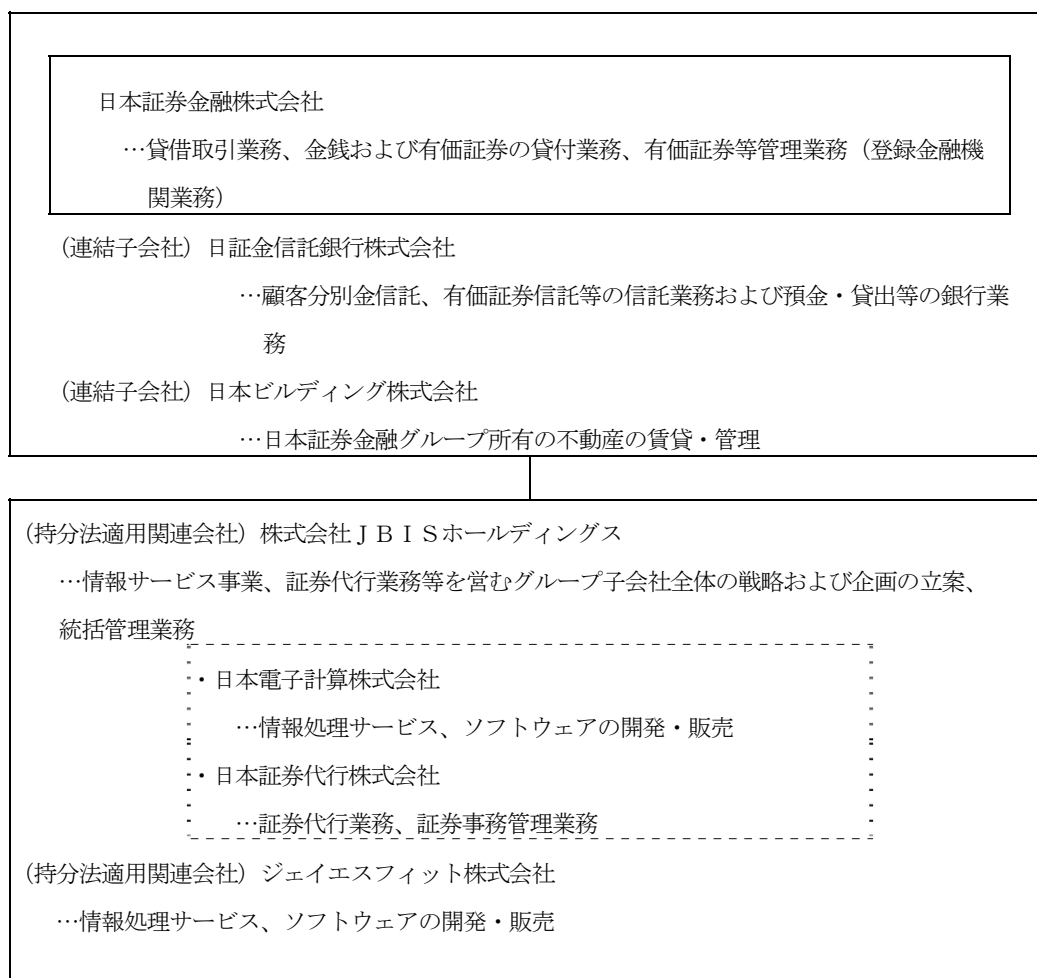 日本証券金融株式会社
…貸借取引業務、金銭および有価証券の貸付業務、有価証券等管理業務（登録金融機
関業務）
（連結子会社）日証金信託銀行株式会社
…顧客分別金信託、有価証券信託等の信託業務および預金・貸出等の銀行業
務
（連結子会社）日本ビルディング株式会社
…日本証券金融グループ所有の不動産の賃貸・管理
（持分法適用関連会社）株式会社ＪＢＩＳホールディングス
…情報サービス事業、証券代行業務等を営むグループ子会社全体の戦略および企画の立案、
統括管理業務
・日本電子計算株式会社
…情報処理サービス、ソフトウェアの開発・販売
・日本証券代行株式会社
…証券代行業務、証券事務管理業務
（持分法適用関連会社）ジェイエスフィット株式会社
…情報処理サービス、ソフトウェアの開発・販売